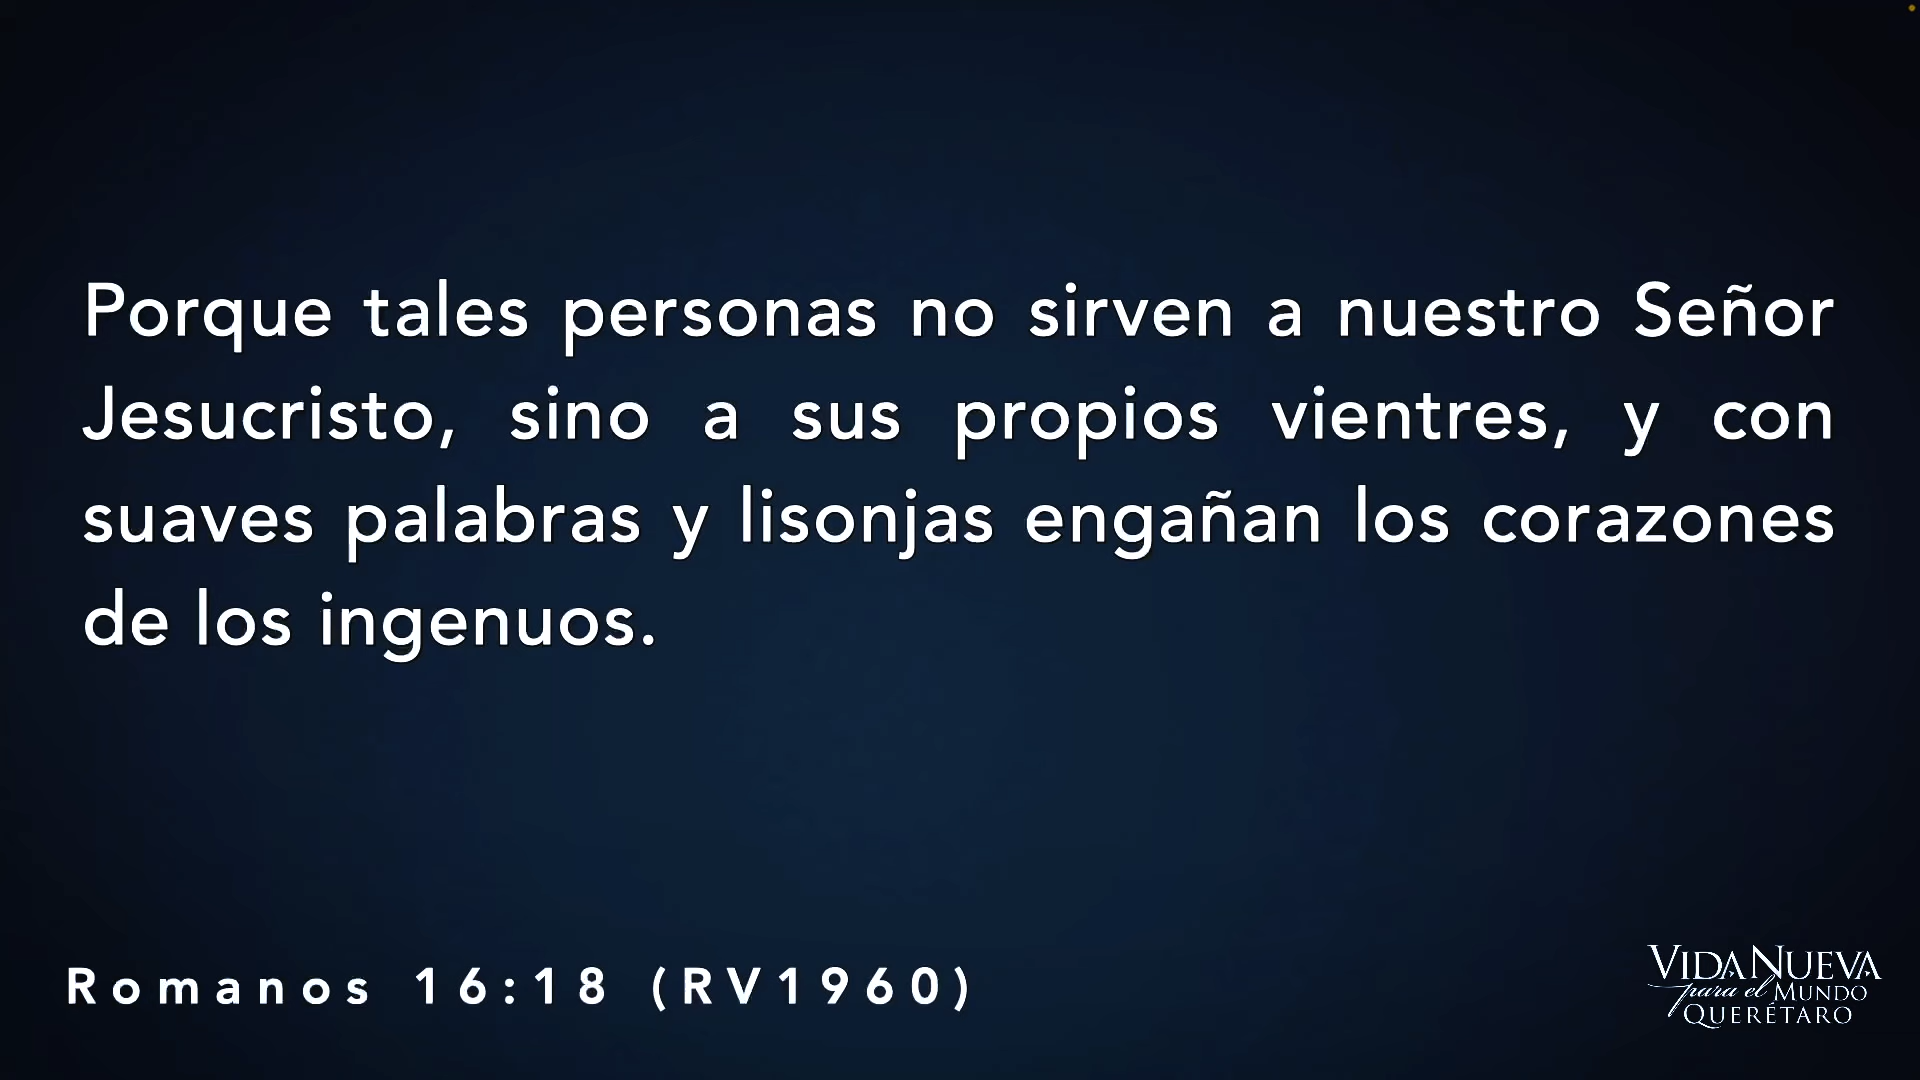 Porque tales personas no sirven a nuestro Señor
Jesucristo, sino a sus propios vientres, y con
suaves palabras y lisonjas engañan los corazones
de los ingenuos.
Romanos 16:18 (RV1960)
VIDA NUEVA
para el MUNDO
QUERÉTARO